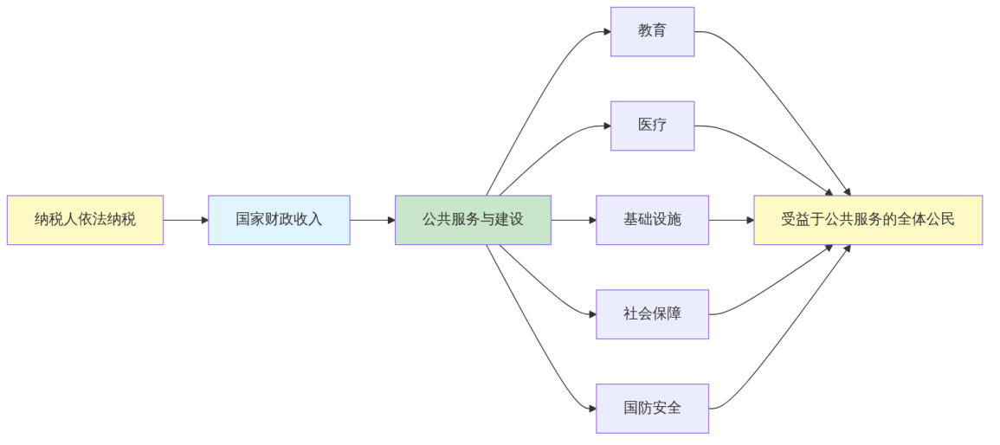 纳税人依法纳税
国家财政收入
公共服务与建设
教育
医疗
基础设施
社会保障
国防安全
受益于公共服务的全体公民